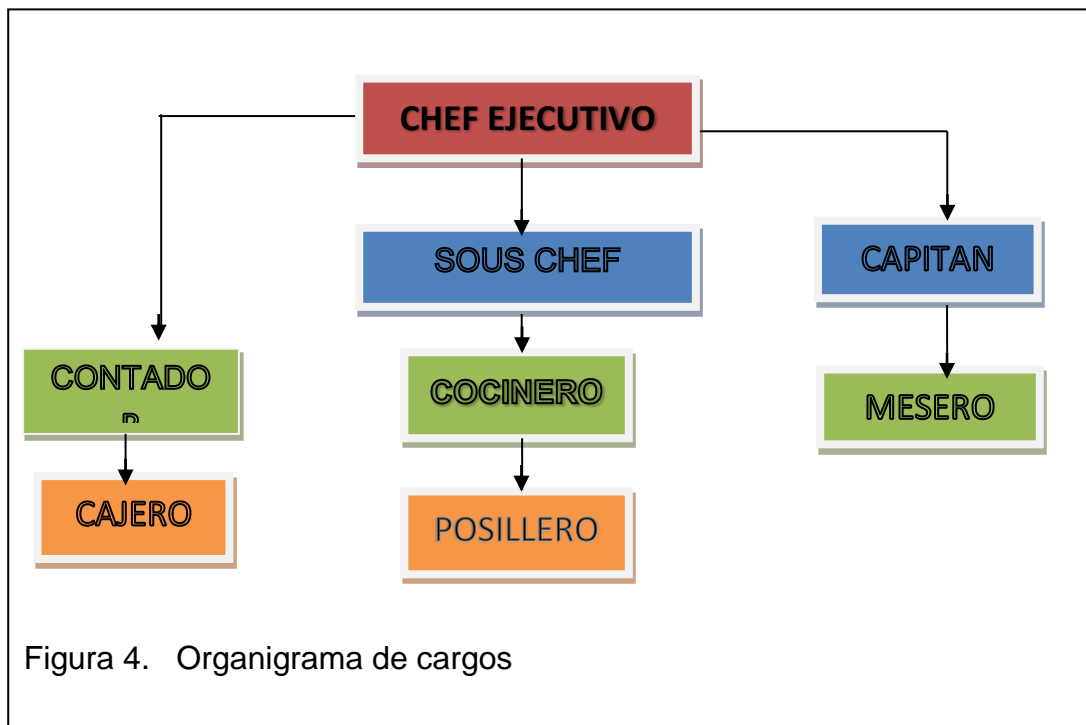 CHEF EJECUTIVO
SOUS CHEF
CAPITAN
CONTADO
R
COCINERO
MESERO
CAJERO
POSILLERO
Figura 4. Organigrama de cargos